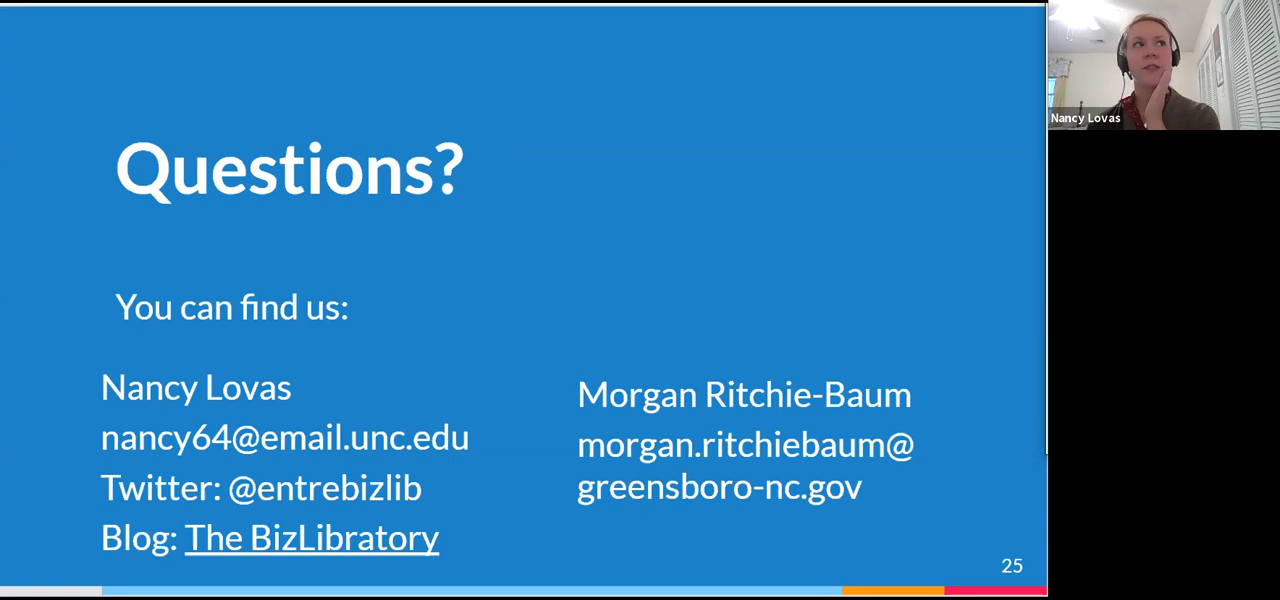 Questions?
You can find us:
Nancy Lovas
nancy64@email.unc.edu
Twitter: @entrebizlib
Blog: The BizLibratory
Morgan Ritchie-Baum
morgan.ritchiebaum@
greensboro-nc.gov
25
Nancy Lovas